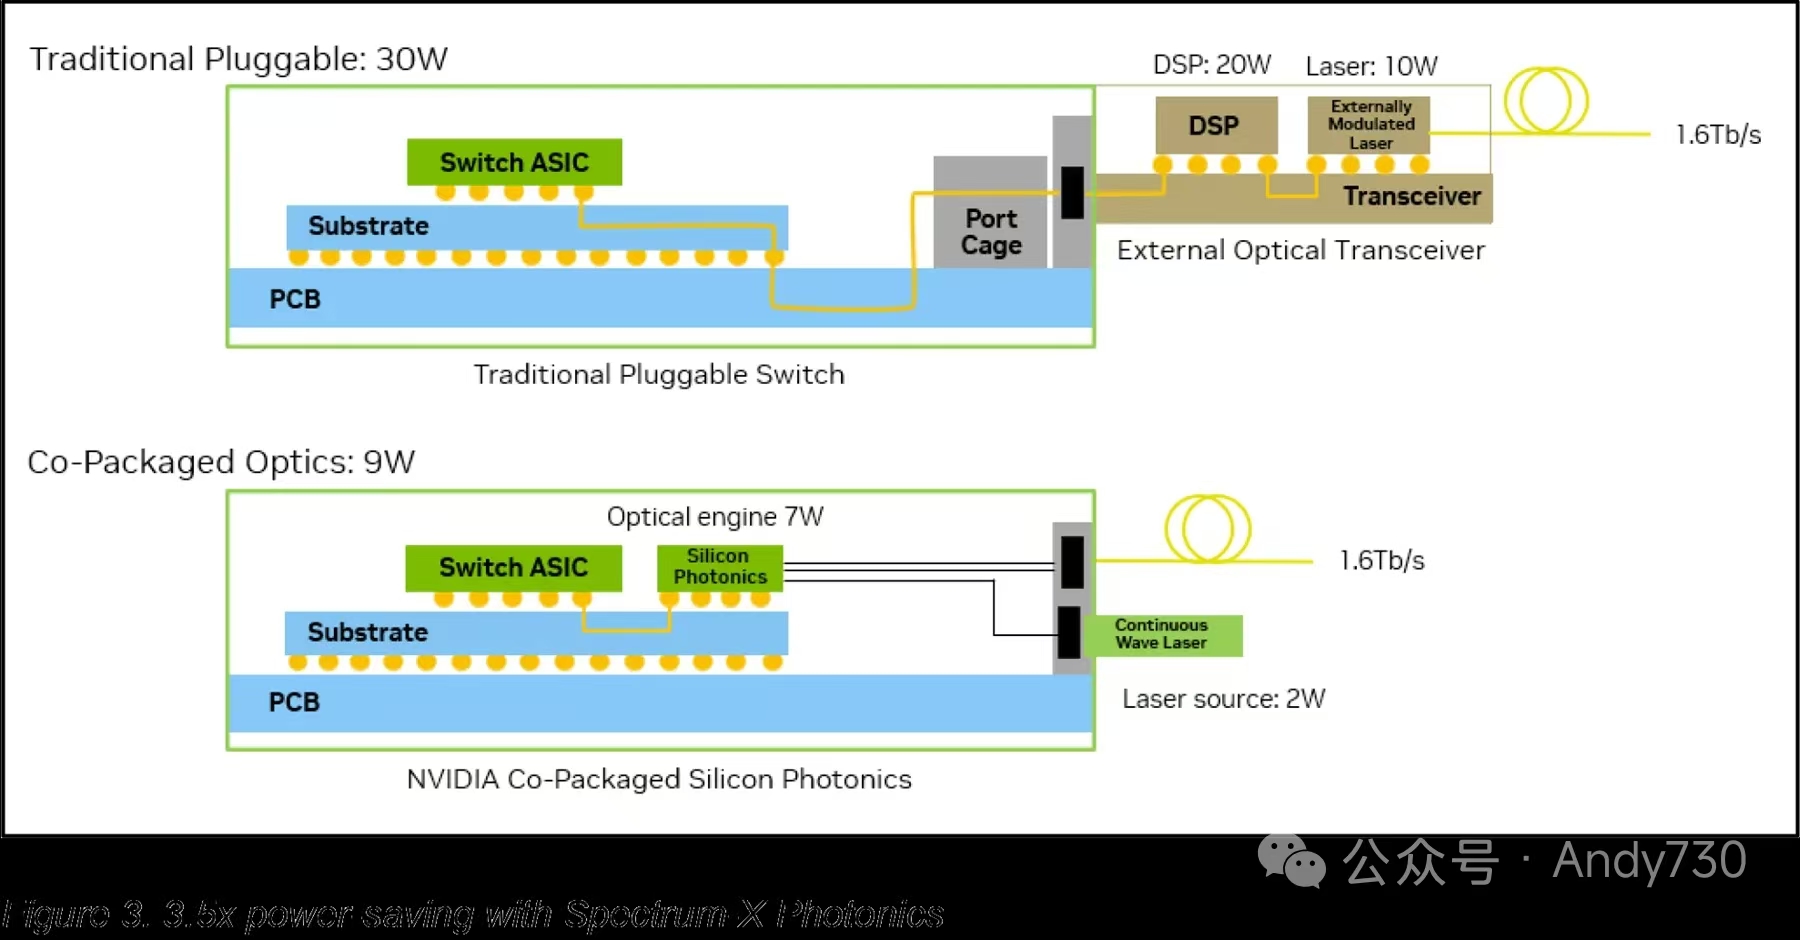 Traditional Pluggable: 30W
DSP: 20W
Laser: 10W
Switch ASIC
Substrate
PCB
Port
Cage
DSP
Externally
Modulated
Laser
1.6Tb/s
Transceiver
External Optical Transceiver
Traditional Pluggable Switch
Co-Packaged Optics: 9W
Optical engine 7W
Switch ASIC
Silicon
Photonics
Substrate
PCB
1.6Tb/s
Continuous
Wave Laser
Laser source: 2W
NVIDIA Co-Packaged Silicon Photonics
公众号 · Andy730
Figure 3. 3.5x power saving with Spectrum X Photonics